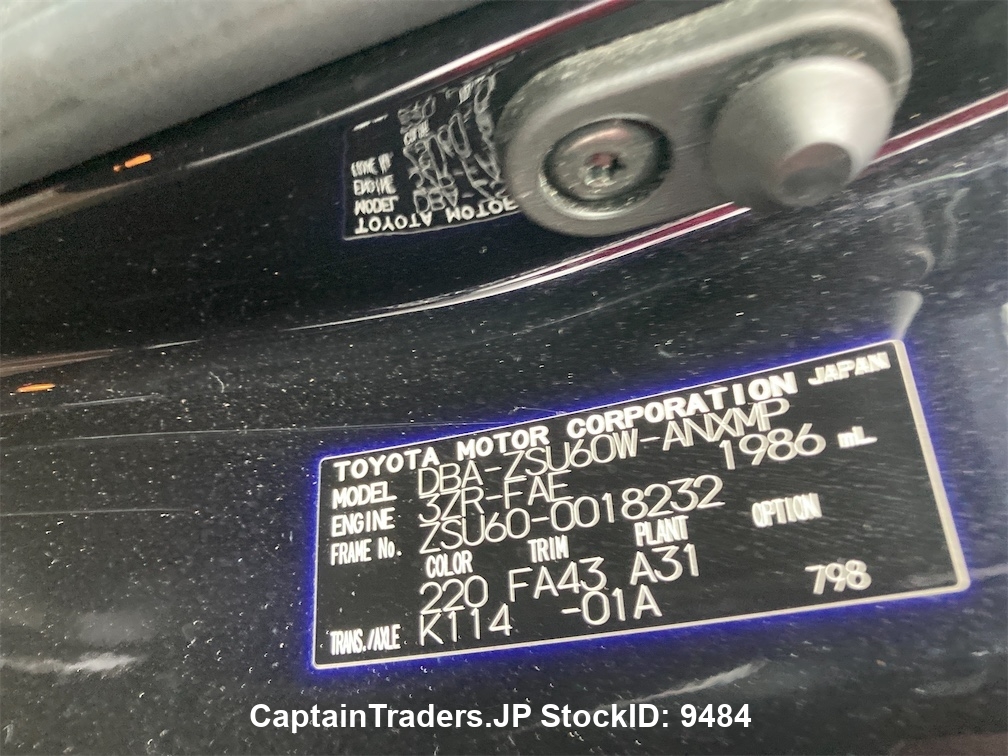 TOYOTA MOTOR CORPORATION JAPAN
MODEL DBA-ZSU60W-ANXMP
ENGINE 3ZR-FAE 1986 mL
FRAME No. ZSU60-0018232
COLOR TRIM PLANT OPTION
220 FA43 A31 798
TRANS./AXLE K114 -01A
CaptainTraders.JP StockID: 9484